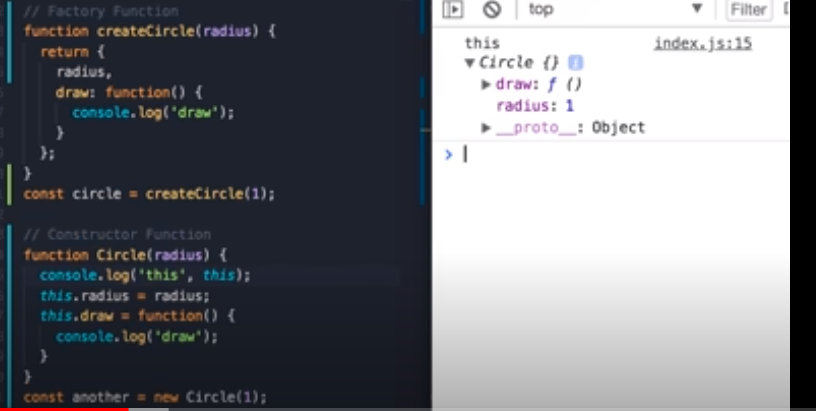 // Factory Function
function createCircle(radius) {
return {
radius,
draw: function() {
console.log('draw');
}
};
}
const circle = createCircle(1);
// Constructor Function
function Circle(radius) {
console.log('this', this);
this.radius = radius;
this.draw = function() {
console.log('draw');
}
}
const another = new Circle(1);
top
Filter
this index.js:15
Circle {} i
draw: ƒ ()
radius: 1
__proto__: Object
>